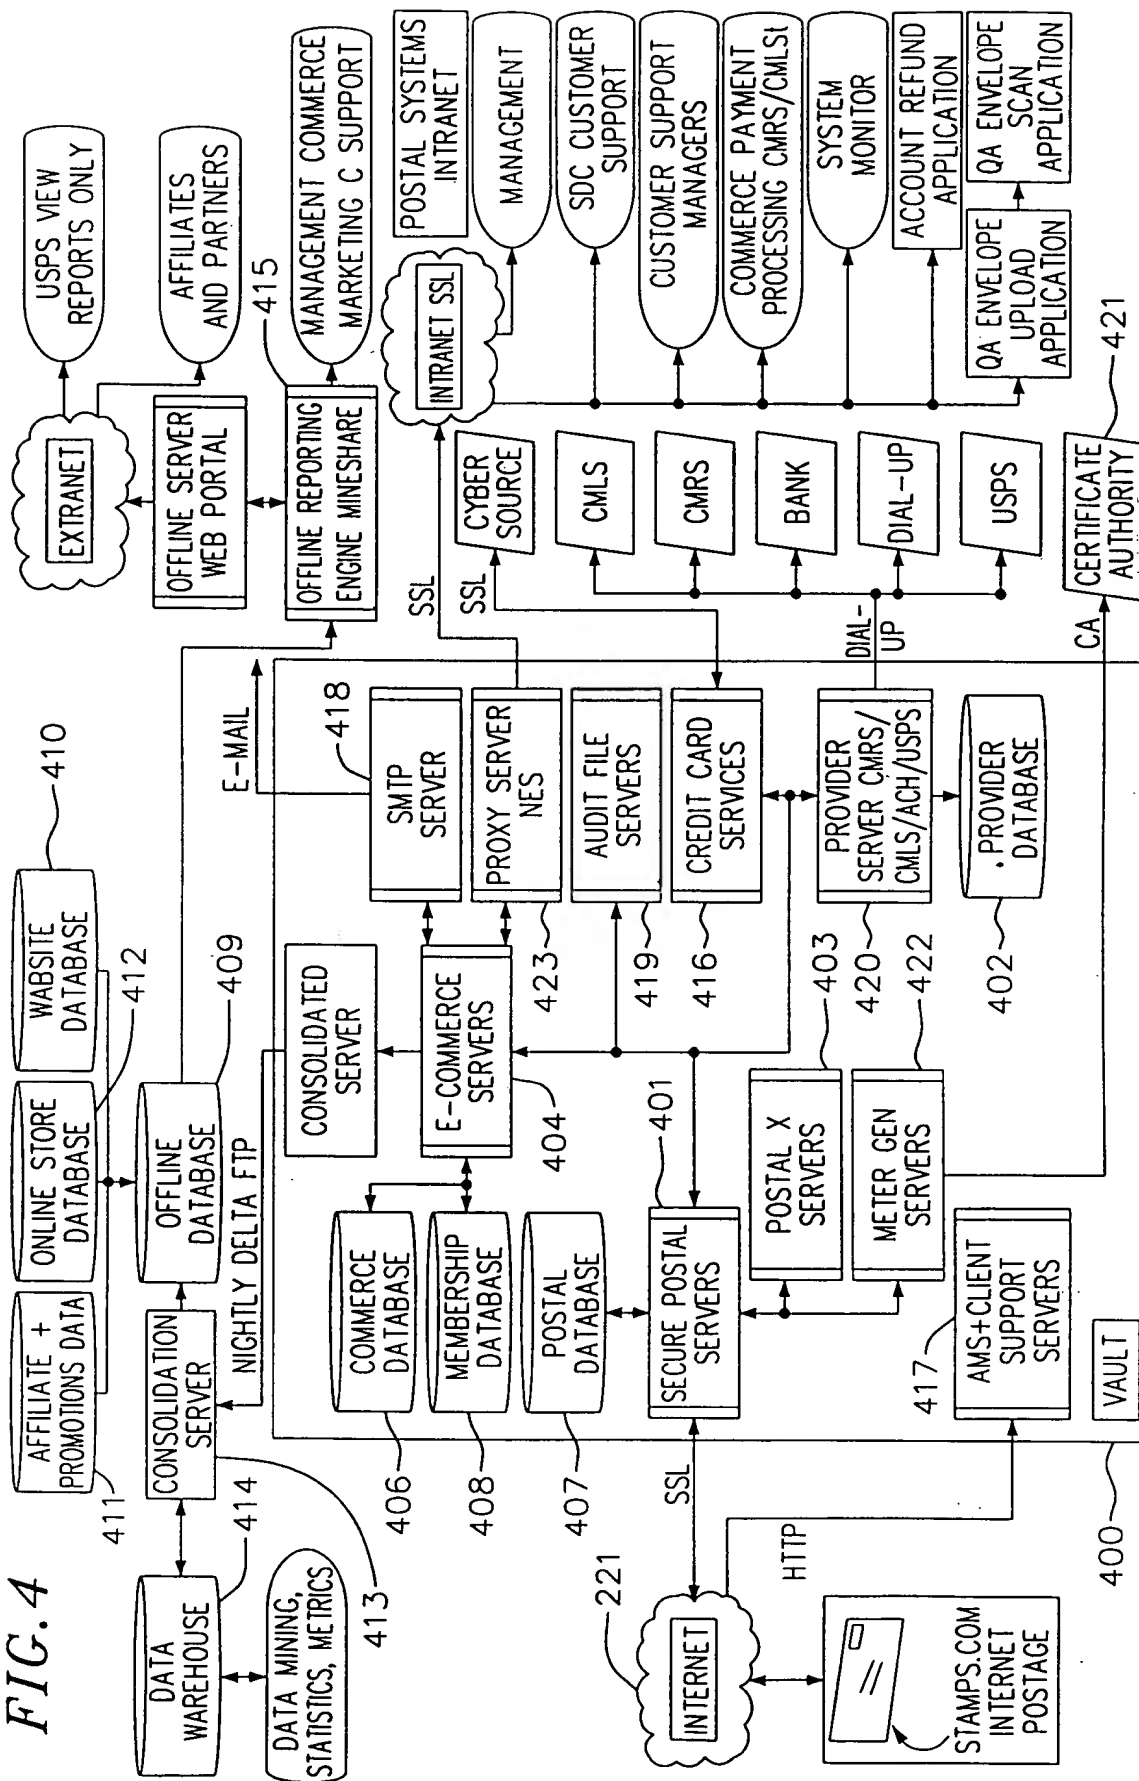 FIG. 4
AFFILIATE +
PROMOTIONS DATA
411
ONLINE STORE
DATABASE
412
WABSITE
DATABASE
410
DATA
WAREHOUSE
414
CONSOLIDATION
SERVER
413
OFFLINE
DATABASE
409
DATA MINING,
STATISTICS, METRICS
NIGHTLY DELTA FTP
E-MAIL
EXTRANET
USPS VIEW
REPORTS ONLY
AFFILIATES
AND PARTNERS
OFFLINE SERVER
WEB PORTAL
415
OFFLINE REPORTING
ENGINE MINESHARE
MANAGEMENT COMMERCE
MARKETING C SUPPORT
COMMERCE
DATABASE
406
MEMBERSHIP
DATABASE
408
POSTAL
DATABASE
407
CONSOLIDATED
SERVER
E-COMMERCE
SERVERS
404
SMTP
SERVER
418
PROXY SERVER
NES
423
AUDIT FILE
SERVERS
419
CREDIT CARD
SERVICES
416
SSL
SSL
INTRANET SSL
POSTAL SYSTEMS
INTRANET
MANAGEMENT
SDC CUSTOMER
SUPPORT
CUSTOMER SUPPORT
MANAGERS
COMMERCE PAYMENT
PROCESSING CMRS/CMLSt
SYSTEM
MONITOR
ACCOUNT REFUND
APPLICATION
QA ENVELOPE
UPLOAD
APPLICATION
QA ENVELOPE
SCAN
APPLICATION
CYBER
SOURCE
CMLS
CMRS
BANK
DIAL-UP
USPS
DIAL-
UP
CERTIFICATE
AUTHORITY
421
CA
221
INTERNET
SSL
HTTP
SECURE POSTAL
SERVERS
401
POSTAL X
SERVERS
403
METER GEN
SERVERS
422
PROVIDER
SERVER CMRS/
CMLS/ACH/USPS
420
.PROVIDER
DATABASE
402
AMS+CLIENT
SUPPORT
SERVERS
417
STAMPS.COM
INTERNET
POSTAGE
VAULT
400